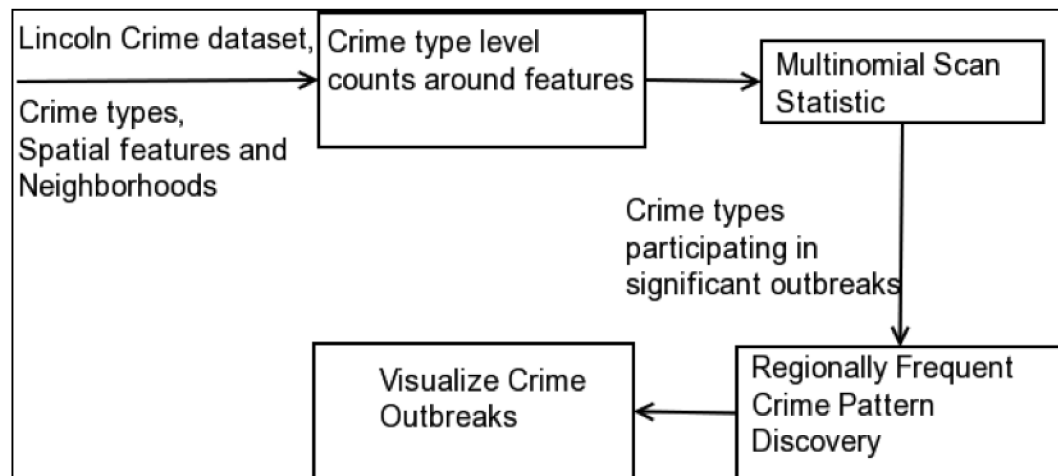 Lincoln Crime dataset,
Crime types,
Spatial features and
Neighborhoods
Crime type level
counts around features
Multinomial Scan
Statistic
Crime types
participating in
significant outbreaks
Regionally Frequent
Crime Pattern
Discovery
Visualize Crime
Outbreaks